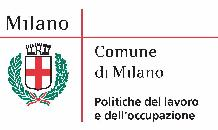 Milano
Comune
di Milano
Politiche del lavoro
e dell'occupazione